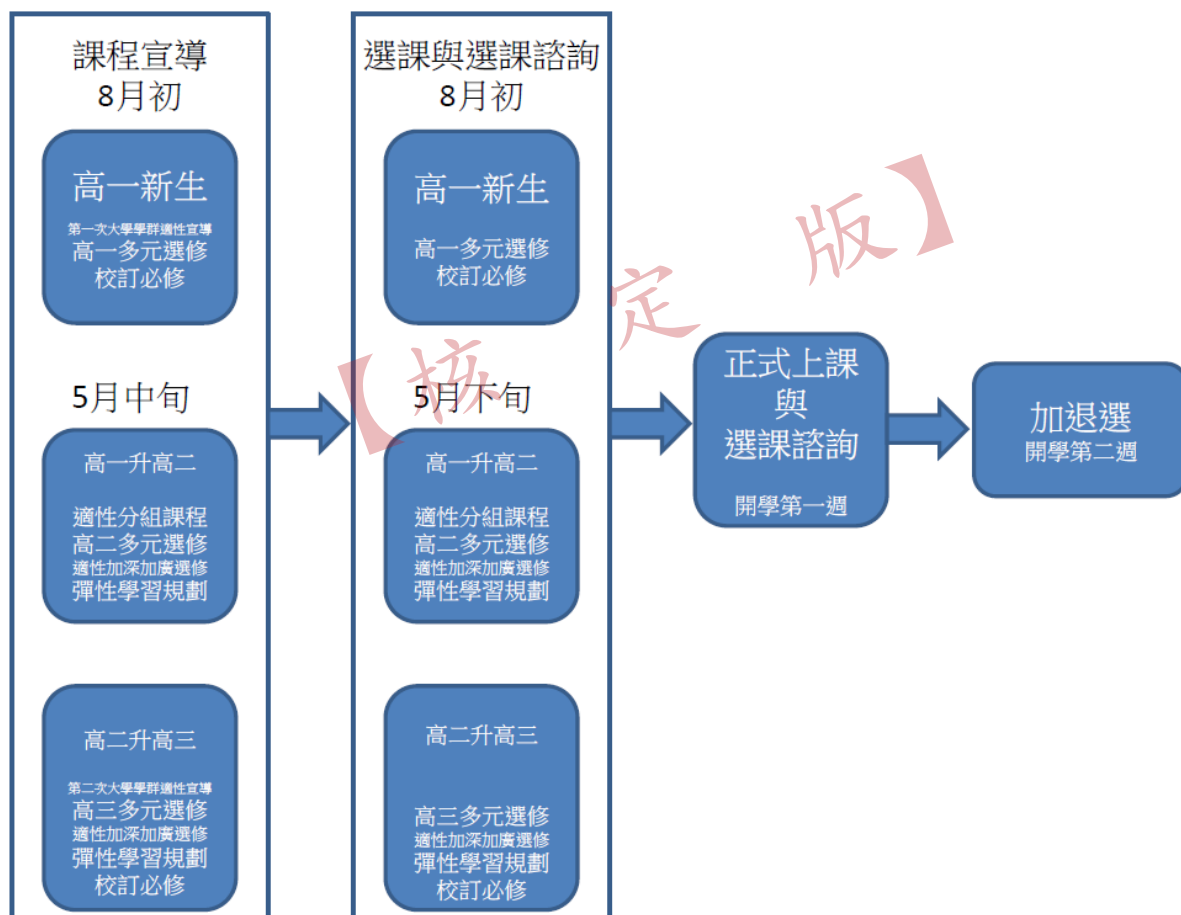 課程宣導
8月初
高一新生
第一次大學學群適性宣導
高一多元選修
校訂必修
5月中旬
高一升高二
適性分組課程
高二多元選修
適性加深加廣選修
彈性學習規劃
高二升高三
第二次大學學群適性宣導
高三多元選修
適性加深加廣選修
彈性學習規劃
校訂必修
選課與選課諮詢
8月初
高一新生
高一多元選修
校訂必修
5月下旬
高一升高二
適性分組課程
高二多元選修
適性加深加廣選修
彈性學習規劃
高二升高三
高三多元選修
適性加深加廣選修
彈性學習規劃
校訂必修
正式上課
與
選課諮詢
開學第一週
加退選
開學第二週
【核定版】